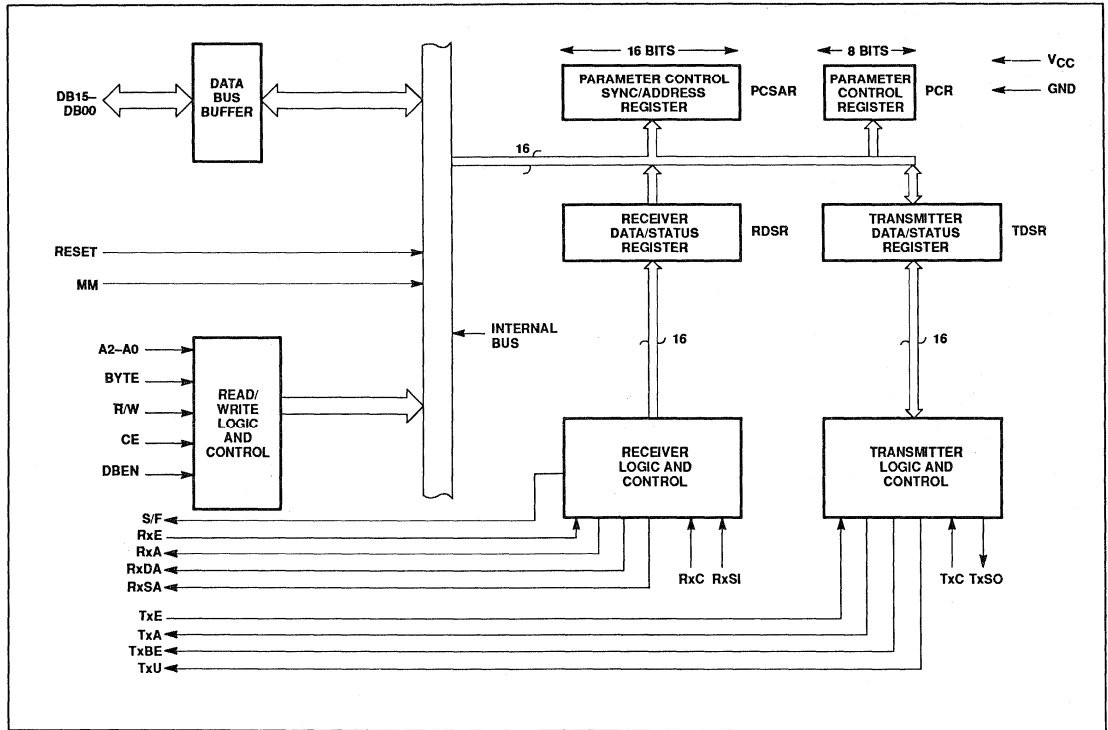 16 BITS
8 BITS
DATA
BUS
BUFFER
DB15–
DB00
PARAMETER CONTROL
SYNC/ADDRESS
REGISTER
PCSAR
PARAMETER
CONTROL
REGISTER
PCR
VCC
GND
16
RECEIVER
DATA/STATUS
REGISTER
RDSR
TRANSMITTER
DATA/STATUS
REGISTER
TDSR
RESET
MM
INTERNAL
BUS
16
16
A2–A0
BYTE
R̅/W
CE
DBEN
READ/
WRITE
LOGIC
AND
CONTROL
RECEIVER
LOGIC AND
CONTROL
TRANSMITTER
LOGIC AND
CONTROL
S/F
RxE
RxA
RxDA
RxSA
RxC
RxSI
TxC
TxSO
TxE
TxA
TxBE
TxU